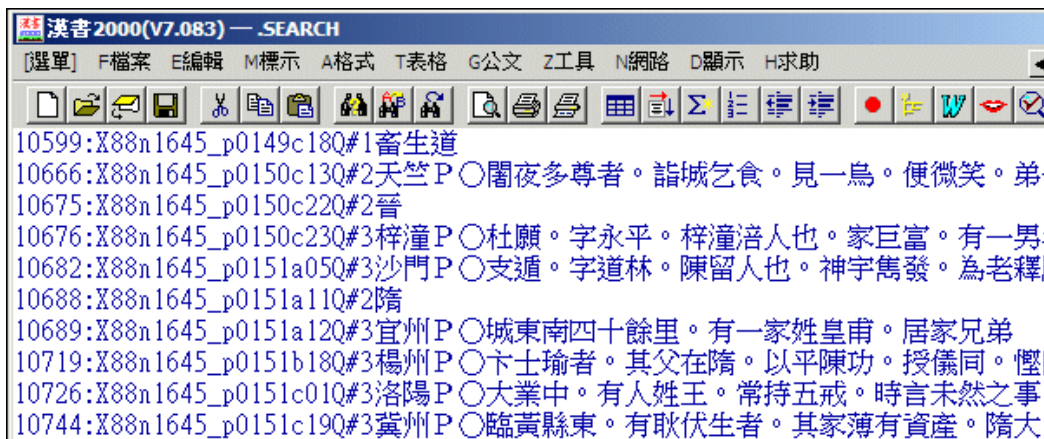 漢書2000(V7.083) — .SEARCH
[選單] F檔案 E編輯 M標示 A格式 T表格 G公文 Z工具 N網路 D顯示 H求助
10599:X88n1645_p0149c18Q#1畜生道
10666:X88n1645_p0150c13Q#2天竺P○闇夜多尊者。詣城乞食。見一烏。便微笑。弟
10675:X88n1645_p0150c22Q#2晉
10676:X88n1645_p0150c23Q#3梓潼P○杜願。字永平。梓潼涪人也。家巨富。有一男
10682:X88n1645_p0151a05Q#3沙門P○支遁。字道林。陳留人也。神宇雋發。為老釋
10688:X88n1645_p0151a11Q#2隋
10689:X88n1645_p0151a12Q#3宜州P○城東南四十餘里。有一家姓皇甫。居家兄弟
10719:X88n1645_p0151b18Q#3楊州P○卞士瑜者。其父在隋。以平陳功。授儀同。慳
10726:X88n1645_p0151c01Q#3洛陽P○大業中。有人姓王。常持五戒。時言未然之事
10744:X88n1645_p0151c19Q#3冀州P○臨黃縣東。有耿伏生者。其家薄有資產。隋大